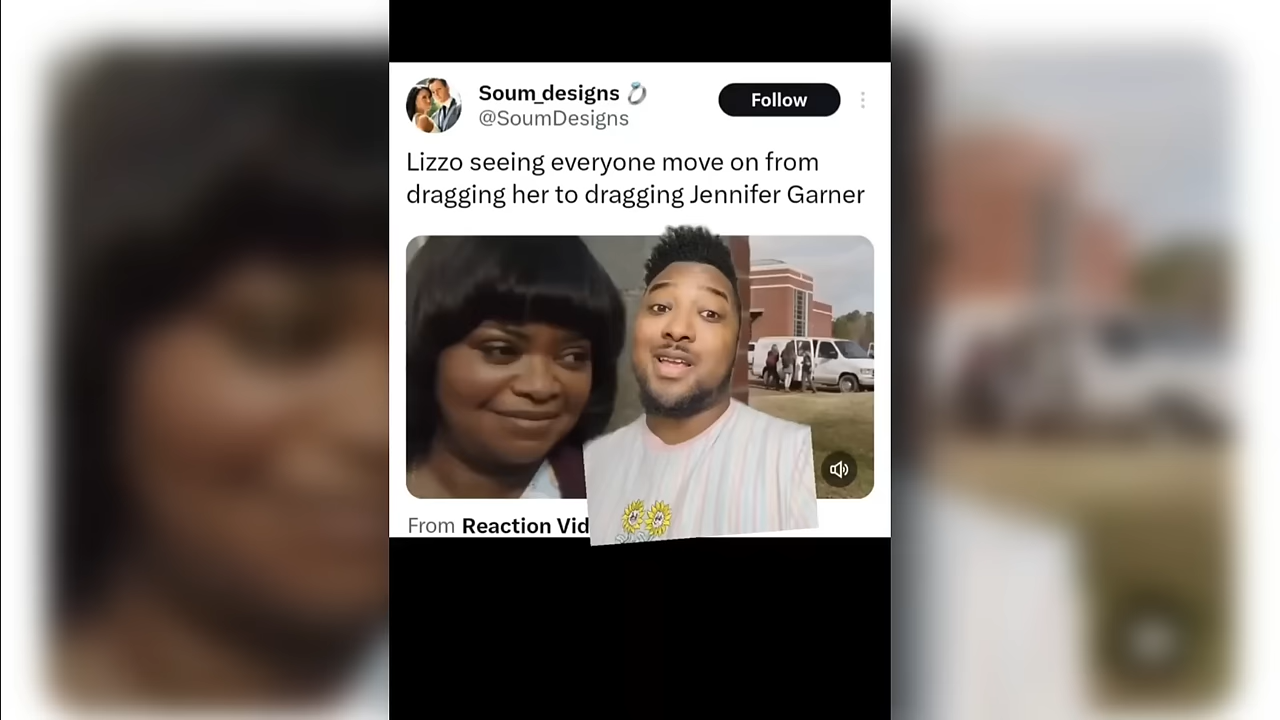 Soum_designs 💍
@SoumDesigns
Follow
Lizzo seeing everyone move on from
dragging her to dragging Jennifer Garner
From Reaction Vid